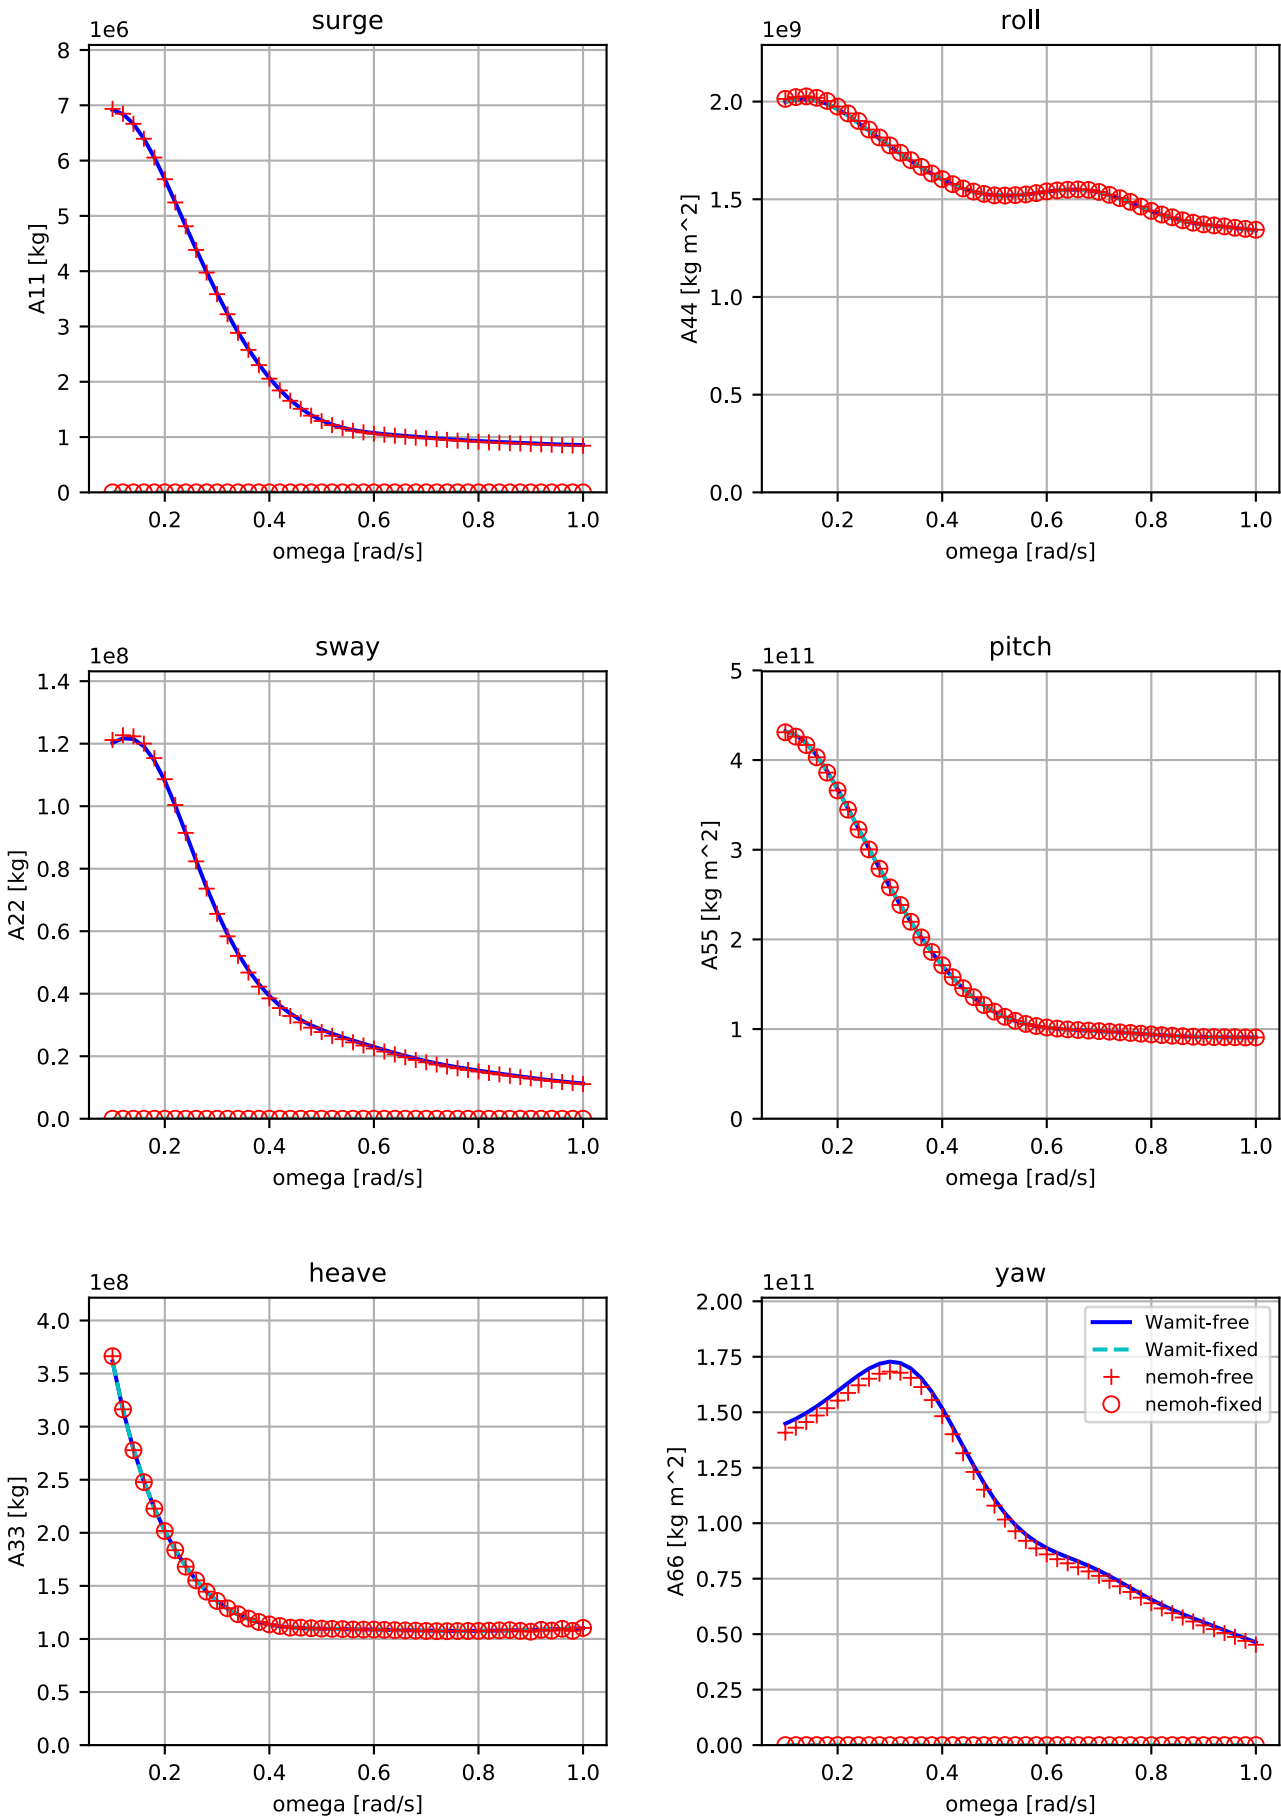 surge
1e6
8
7
6
5
4
3
2
1
0
A11 [kg]
0.2 0.4 0.6 0.8 1.0
omega [rad/s]
roll
1e9
2.0
1.5
1.0
0.5
0.0
A44 [kg m^2]
0.2 0.4 0.6 0.8 1.0
omega [rad/s]
sway
1e8
1.4
1.2
1.0
0.8
0.6
0.4
0.2
0.0
A22 [kg]
0.2 0.4 0.6 0.8 1.0
omega [rad/s]
pitch
1e11
5
4
3
2
1
0
A55 [kg m^2]
0.2 0.4 0.6 0.8 1.0
omega [rad/s]
heave
1e8
4.0
3.5
3.0
2.5
2.0
1.5
1.0
0.5
0.0
A33 [kg]
0.2 0.4 0.6 0.8 1.0
omega [rad/s]
yaw
1e11
2.00
1.75
1.50
1.25
1.00
0.75
0.50
0.25
0.00
A66 [kg m^2]
Wamit-free
Wamit-fixed
nemoh-free
nemoh-fixed
0.2 0.4 0.6 0.8 1.0
omega [rad/s]